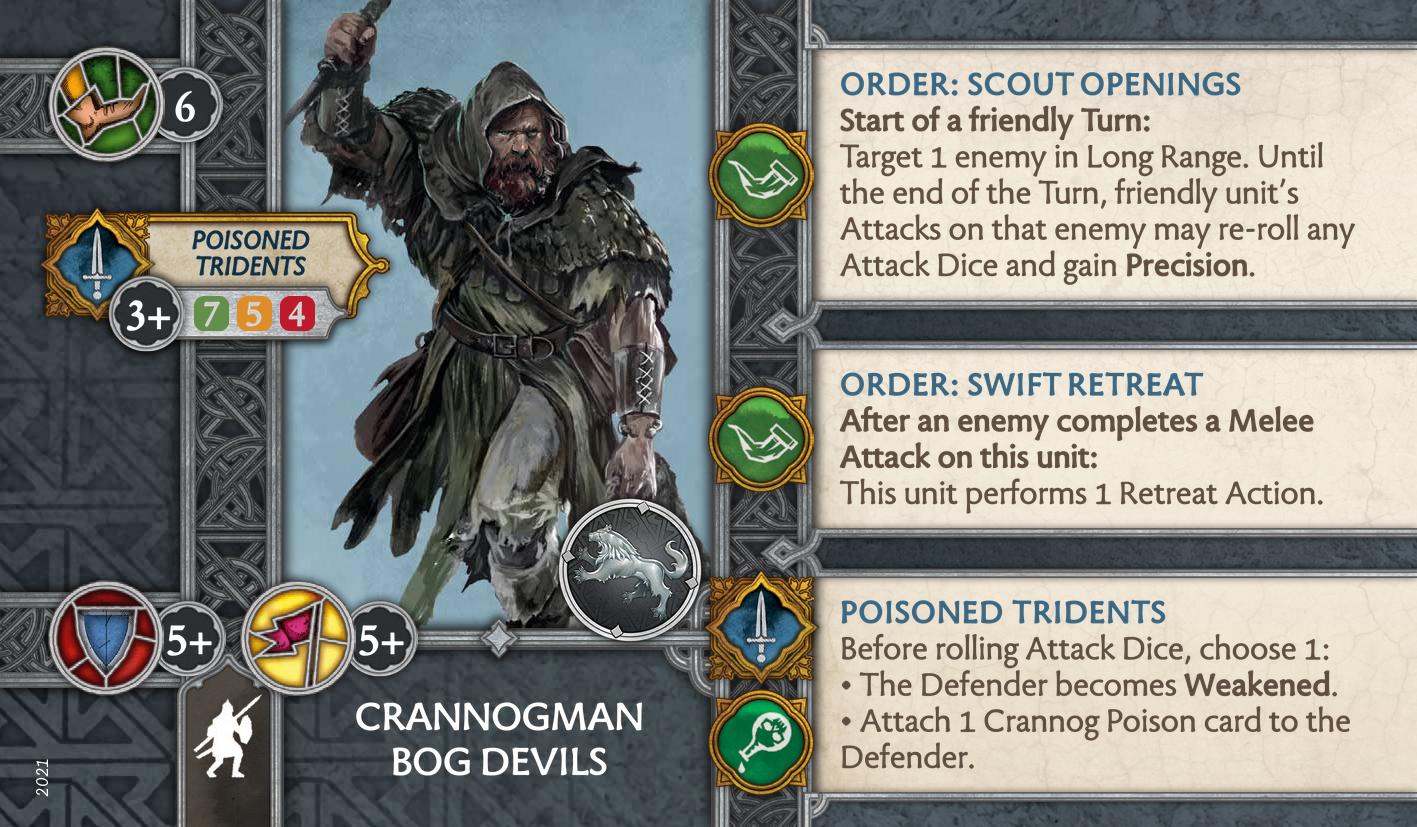 6
POISONED
TRIDENTS
3+ 7 5 4
5+ 5+
CRANNOGMAN
BOG DEVILS
2021
ORDER: SCOUT OPENINGS
Start of a friendly Turn:
Target 1 enemy in Long Range. Until
the end of the Turn, friendly unit's
Attacks on that enemy may re-roll any
Attack Dice and gain Precision.
ORDER: SWIFT RETREAT
After an enemy completes a Melee
Attack on this unit:
This unit performs 1 Retreat Action.
POISONED TRIDENTS
Before rolling Attack Dice, choose 1:
• The Defender becomes Weakened.
• Attach 1 Crannog Poison card to the
Defender.